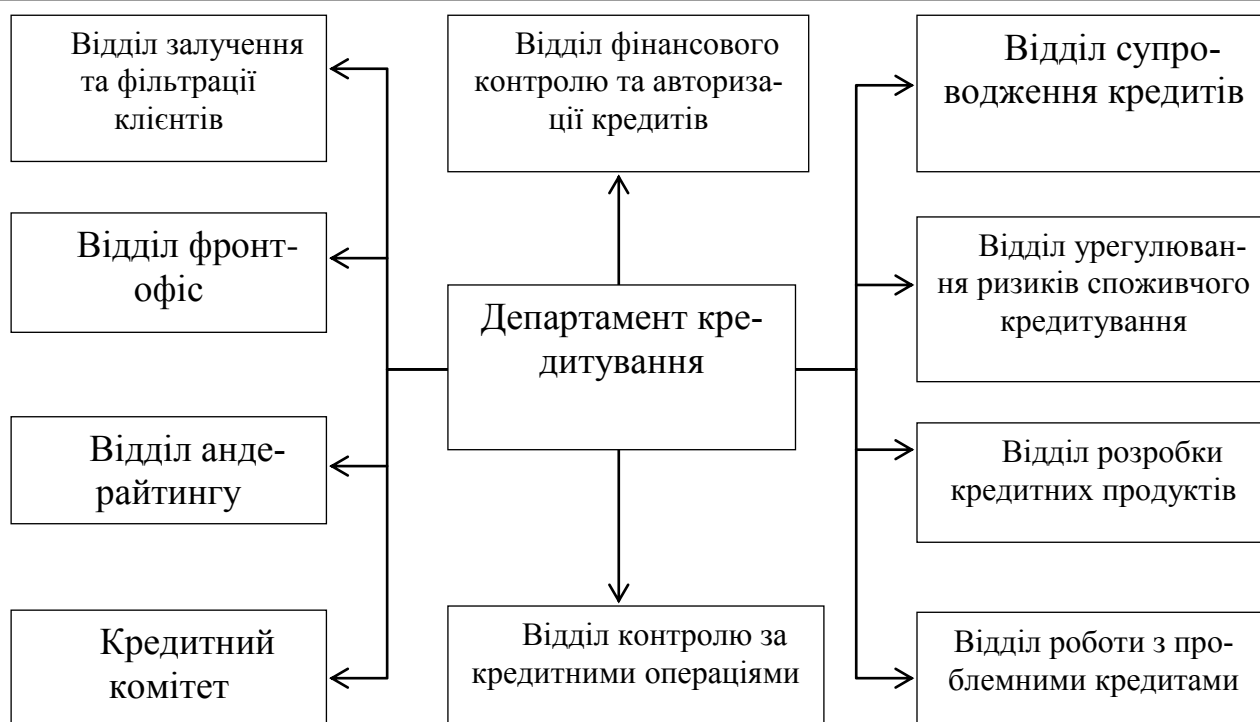 Відділ залучення
та фільтрації
клієнтів
Відділ фінансового
контролю та авториза-
ції кредитів
Відділ супро-
водження кредитів
Відділ фронт-
офіс
Департамент кре-
дитування
Відділ урегулюван-
ня ризиків споживчого
кредитування
Відділ анде-
райтингу
Відділ розробки
кредитних продуктів
Кредитний
комітет
Відділ контролю за
кредитними операціями
Відділ роботи з про-
блемними кредитами